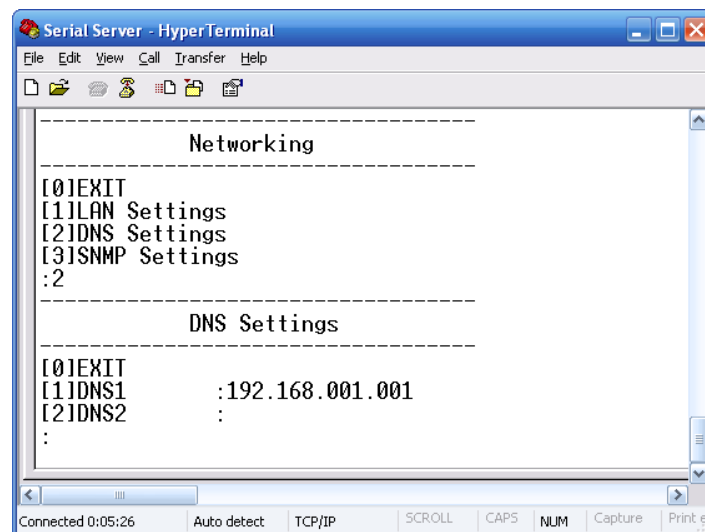 Serial Server - HyperTerminal
File Edit View Call Transfer Help
------------------------------------
Networking
------------------------------------
[0]EXIT
[1]LAN Settings
[2]DNS Settings
[3]SNMP Settings
:2
------------------------------------
DNS Settings
------------------------------------
[0]EXIT
[1]DNS1 :192.168.001.001
[2]DNS2 :
:
Connected 0:05:26 Auto detect TCP/IP SCROLL CAPS NUM Capture Print e